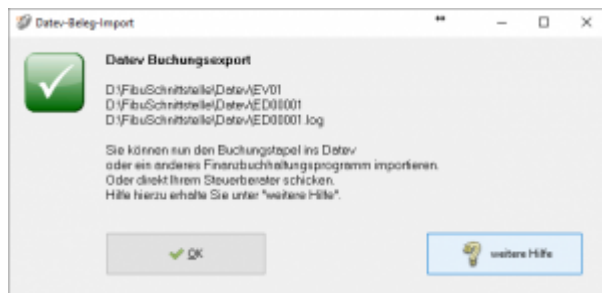 Datev-Beleg-Import
Datev Buchungsexport
D:\FibuSchnittstelle\Datev\EV01
D:\FibuSchnittstelle\Datev\ED00001
D:\FibuSchnittstelle\Datev\ED00001.log
Sie können nun den Buchungstapel ins Datev
oder ein anderes Finanzbuchhaltungsprogramm importieren.
Oder direkt Ihrem Steuerberater schicken.
Hilfe hierzu erhalte Sie unter "weitere Hilfe".
OK
weitere Hilfe